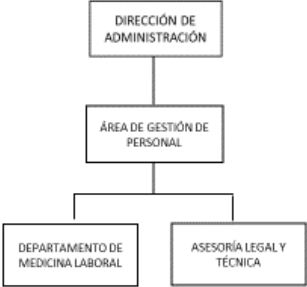 DIRECCIÓN DE
ADMINISTRACIÓN
ÁREA DE GESTIÓN DE
PERSONAL
DEPARTAMENTO DE
MEDICINA LABORAL
ASESORÍA LEGAL Y
TÉCNICA